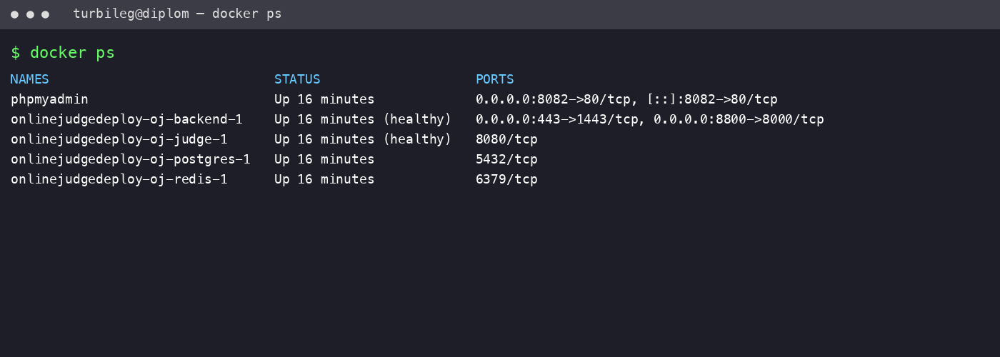 turbileg@diplom — docker ps
$ docker ps
NAMES STATUS PORTS
phpmyadmin Up 16 minutes 0.0.0.0:8082->80/tcp, [::]:8082->80/tcp
onlinejudgedeploy-oj-backend-1 Up 16 minutes (healthy) 0.0.0.0:443->1443/tcp, 0.0.0.0:8800->8000/tcp
onlinejudgedeploy-oj-judge-1 Up 16 minutes (healthy) 8080/tcp
onlinejudgedeploy-oj-postgres-1 Up 16 minutes 5432/tcp
onlinejudgedeploy-oj-redis-1 Up 16 minutes 6379/tcp